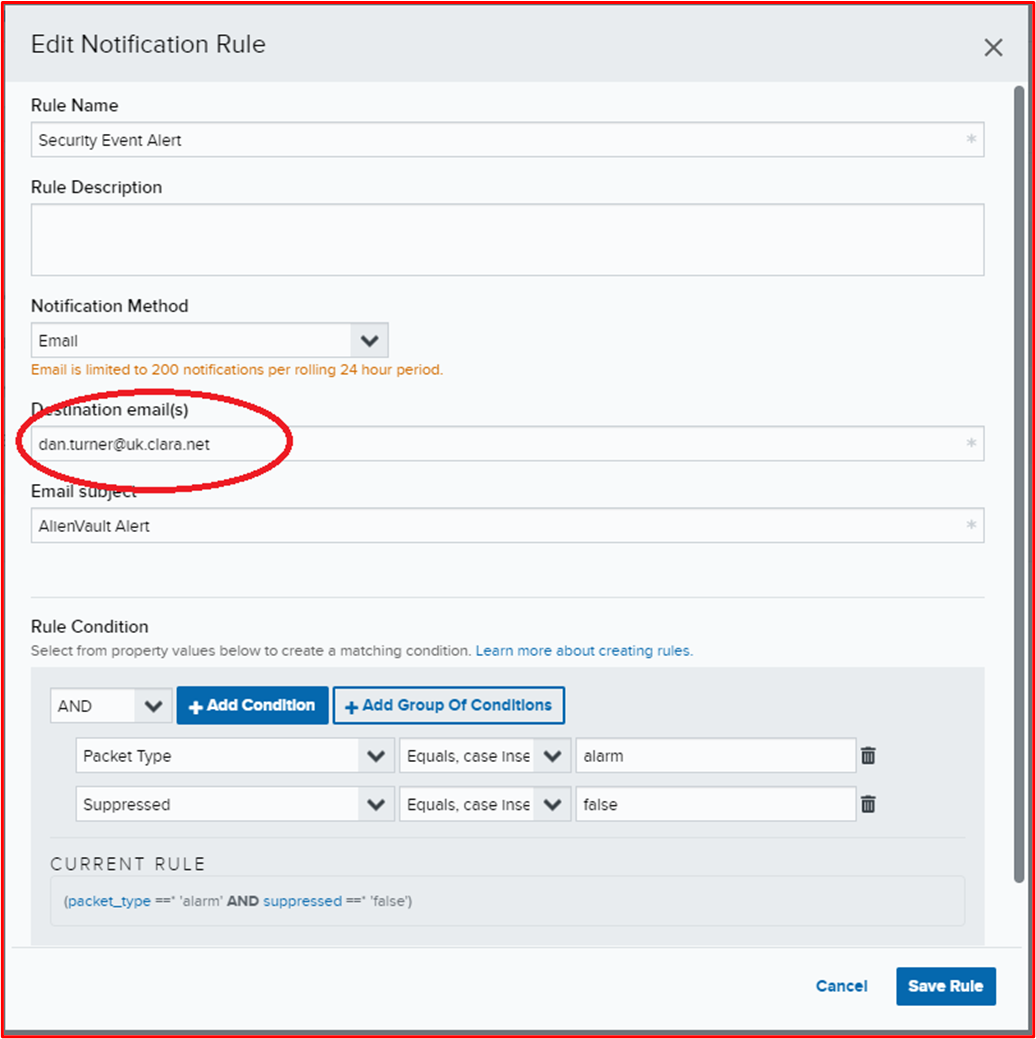 Edit Notification Rule
Rule Name
Security Event Alert *
Rule Description
Notification Method
Email
Email is limited to 200 notifications per rolling 24 hour period.
Destination email(s)
dan.turner@uk.clara.net *
Email subject
AlienVault Alert *
Rule Condition
Select from property values below to create a matching condition. Learn more about creating rules.
AND + Add Condition + Add Group Of Conditions
Packet Type Equals, case inse alarm
Suppressed Equals, case inse false
CURRENT RULE
(packet_type ==* 'alarm' AND suppressed ==* 'false')
Cancel Save Rule